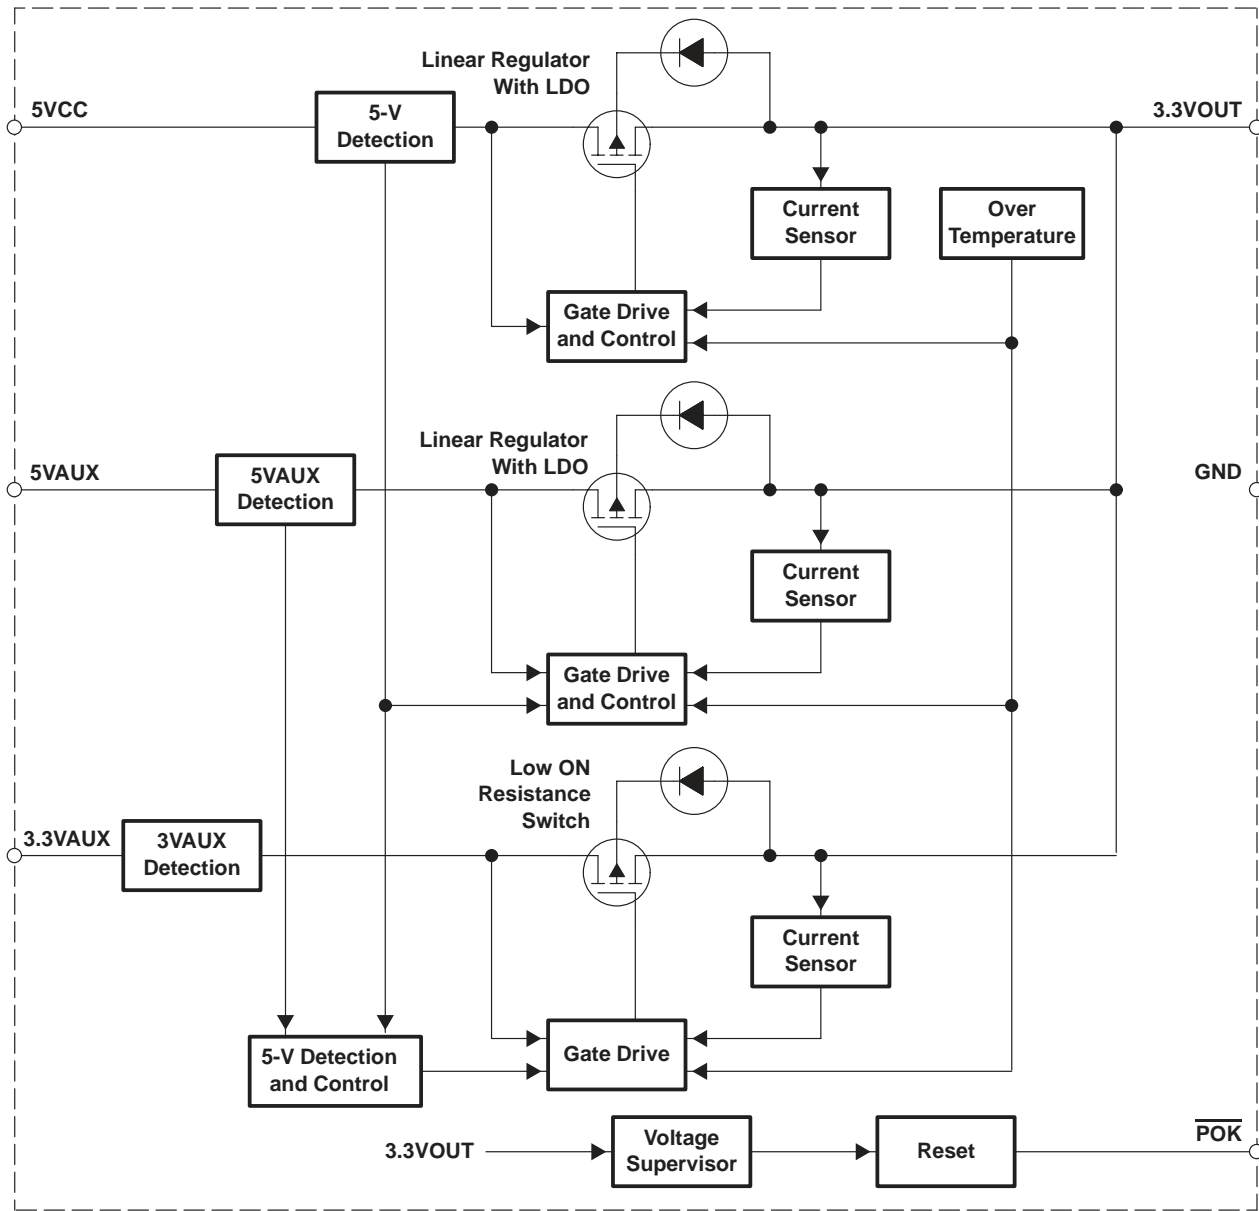 Linear Regulator
With LDO
5VCC
5-V
Detection
3.3VOUT
Current
Sensor
Over
Temperature
Gate Drive
and Control
Linear Regulator
With LDO
5VAUX
5VAUX
Detection
GND
Current
Sensor
Gate Drive
and Control
Low ON
Resistance
Switch
3.3VAUX
3VAUX
Detection
Current
Sensor
5-V Detection
and Control
Gate Drive
3.3VOUT
Voltage
Supervisor
Reset
POK